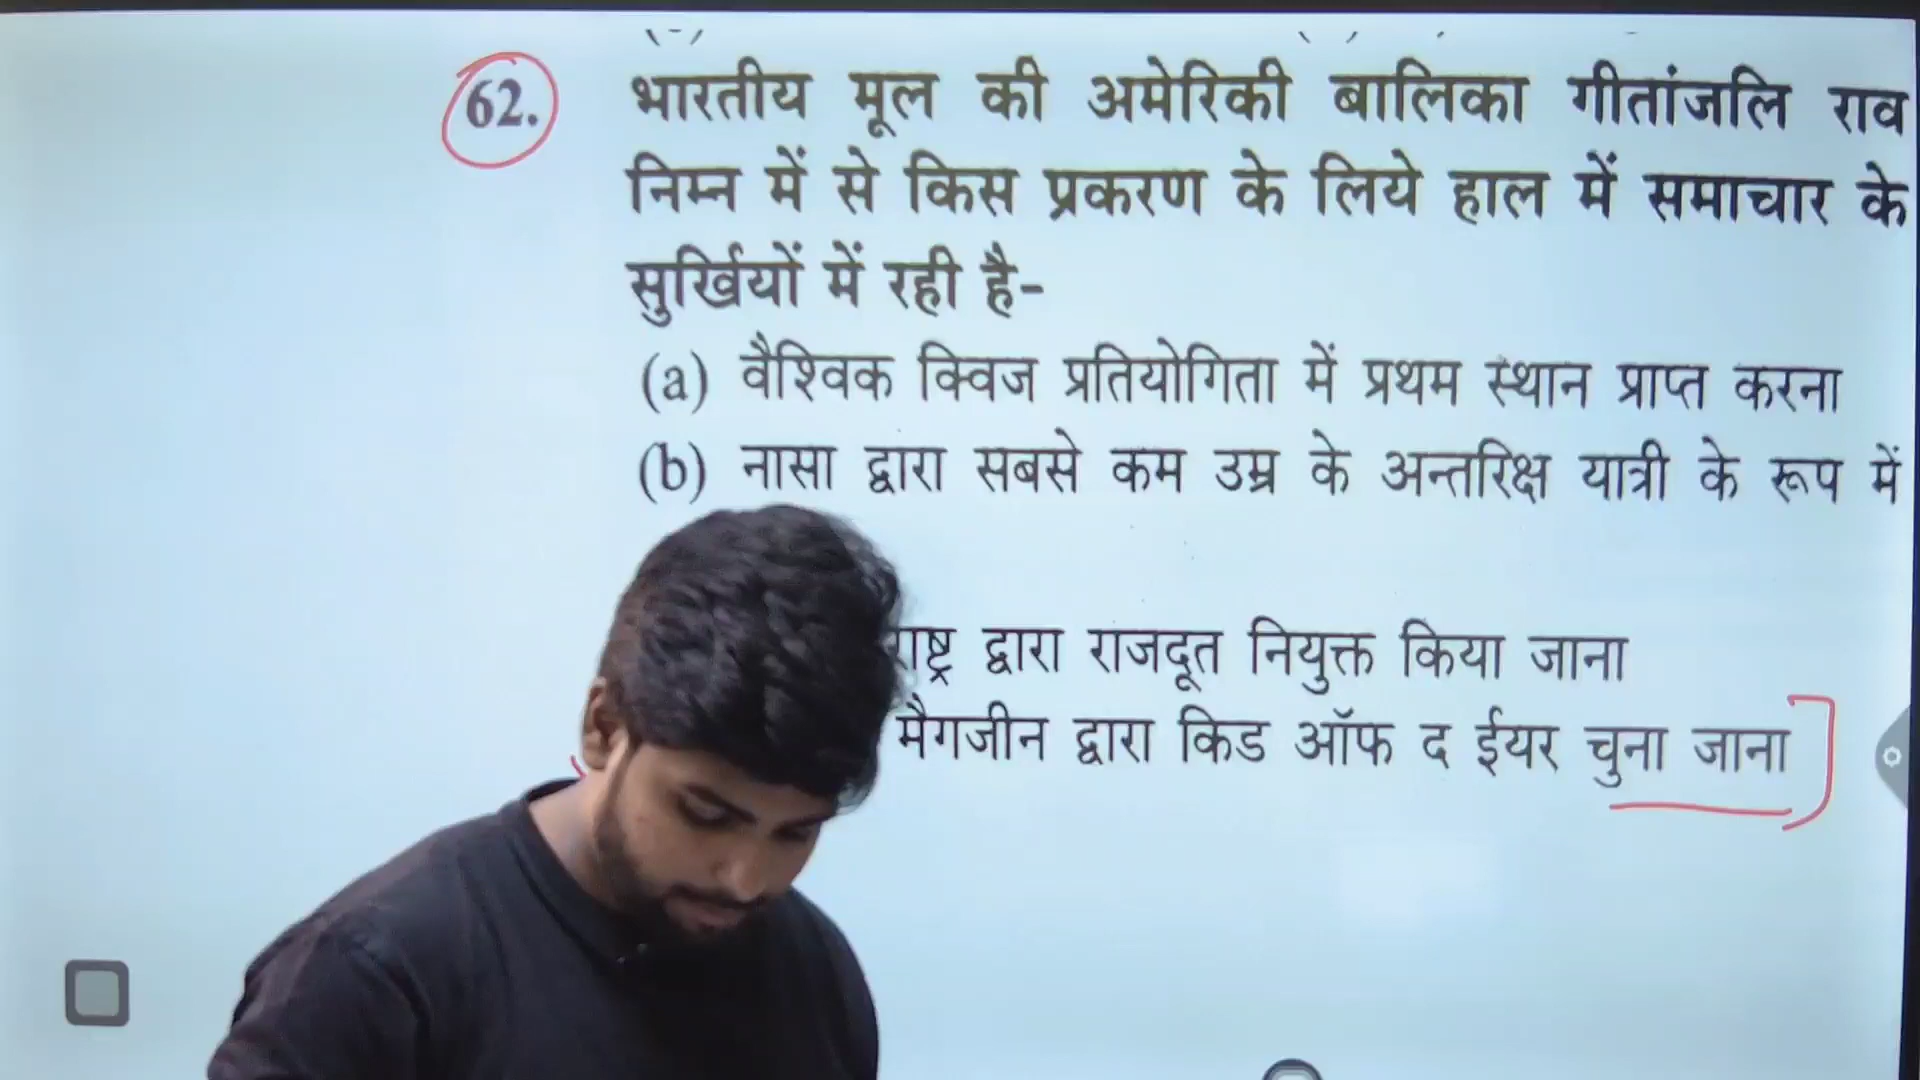 62. भारतीय मूल की अमेरिकी बालिका गीतांजलि राव
निम्न में से किस प्रकरण के लिये हाल में समाचार के
सुर्खियों में रही है-
(a) वैश्विक क्विज प्रतियोगिता में प्रथम स्थान प्राप्त करना
(b) नासा द्वारा सबसे कम उम्र के अन्तरिक्ष यात्री के रूप में
द्वारा राजदूत नियुक्त किया जाना
मैगजीन द्वारा किड ऑफ द ईयर चुना जाना